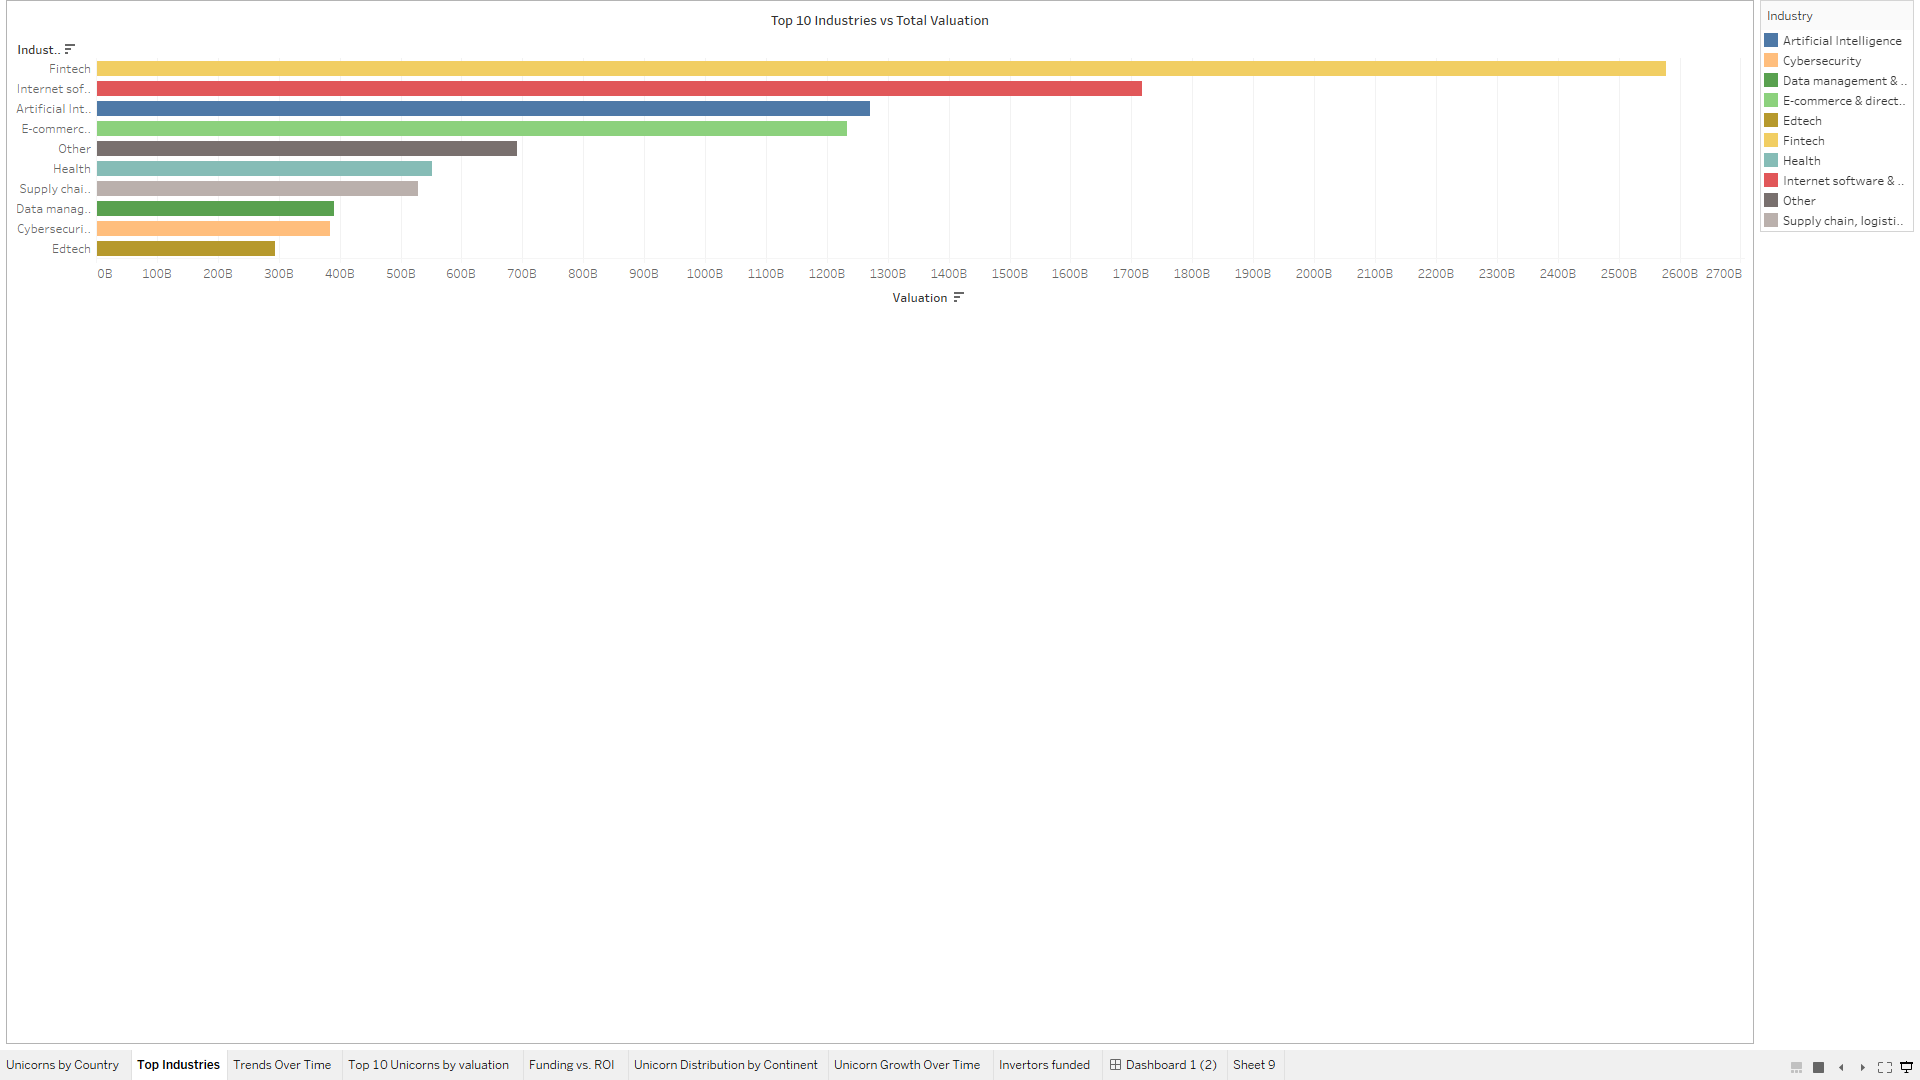 Top 10 Industries vs Total Valuation
Indust..
Fintech
Internet sof..
Artificial Int..
E-commerc..
Other
Health
Supply chai..
Data manag..
Cybersecuri..
Edtech
0B 100B 200B 300B 400B 500B 600B 700B 800B 900B 1000B 1100B 1200B 1300B 1400B 1500B 1600B 1700B 1800B 1900B 2000B 2100B 2200B 2300B 2400B 2500B 2600B 2700B
Valuation
Industry
Artificial Intelligence
Cybersecurity
Data management & ..
E-commerce & direct..
Edtech
Fintech
Health
Internet software & ..
Other
Supply chain, logisti..
Unicorns by Country Top Industries Trends Over Time Top 10 Unicorns by valuation Funding vs. ROI Unicorn Distribution by Continent Unicorn Growth Over Time Invertors funded Dashboard 1 (2) Sheet 9